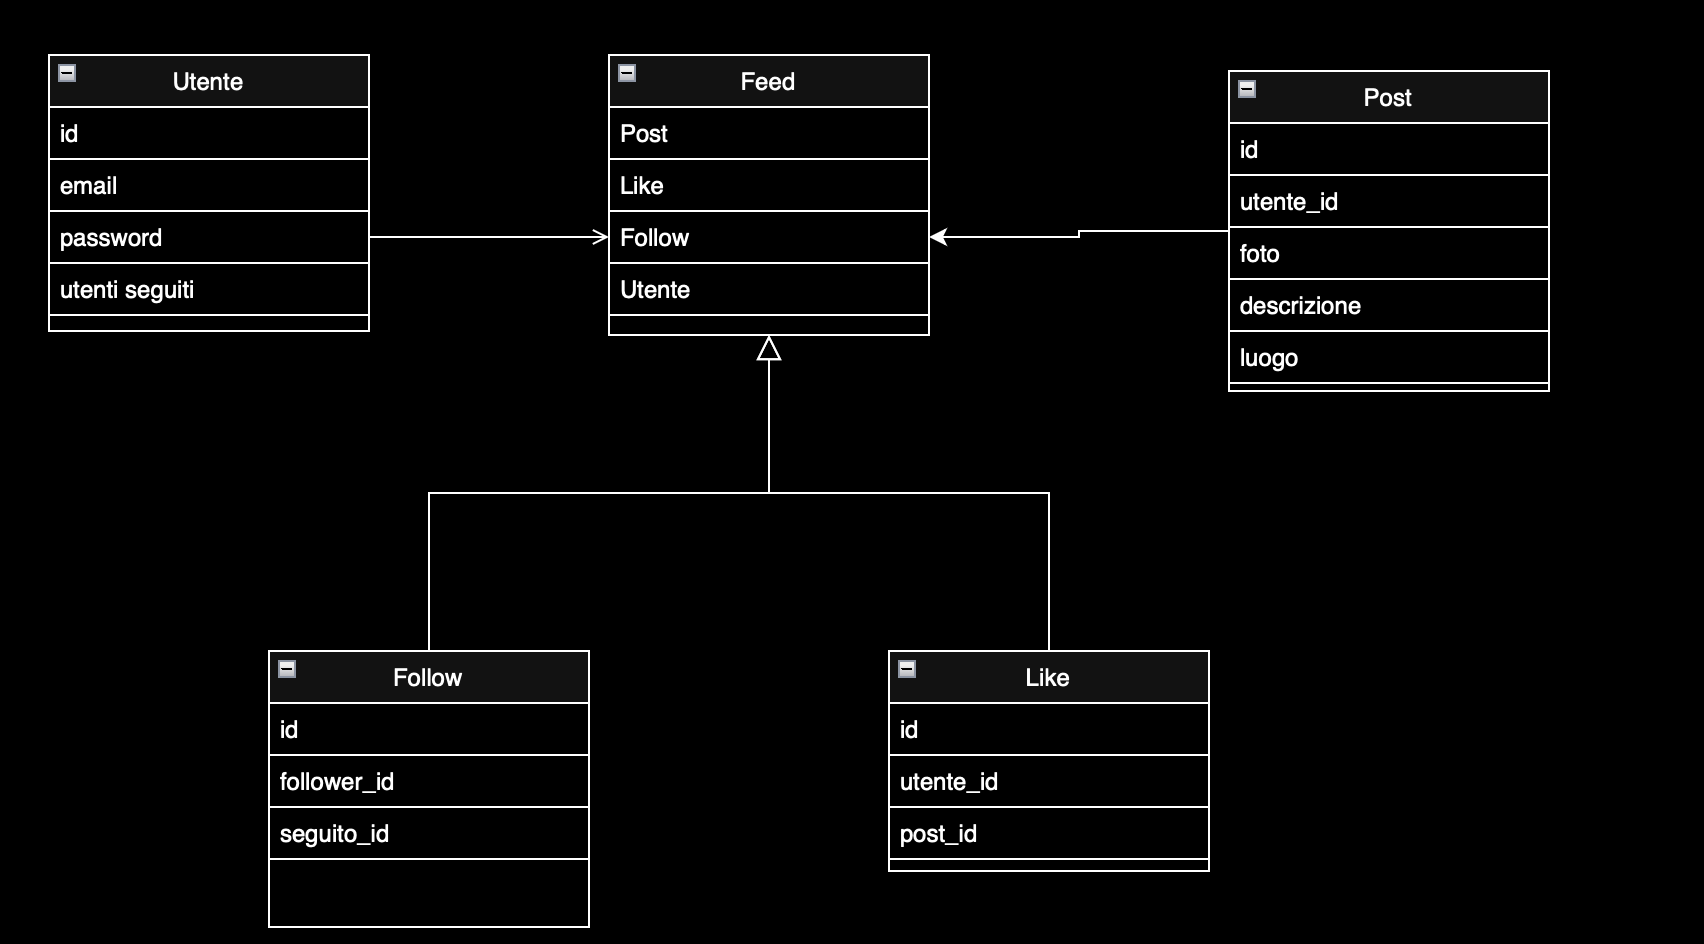 Utente
id
email
password
utenti seguiti
Feed
Post
Like
Follow
Utente
Post
id
utente_id
foto
descrizione
luogo
Follow
id
follower_id
seguito_id
Like
id
utente_id
post_id